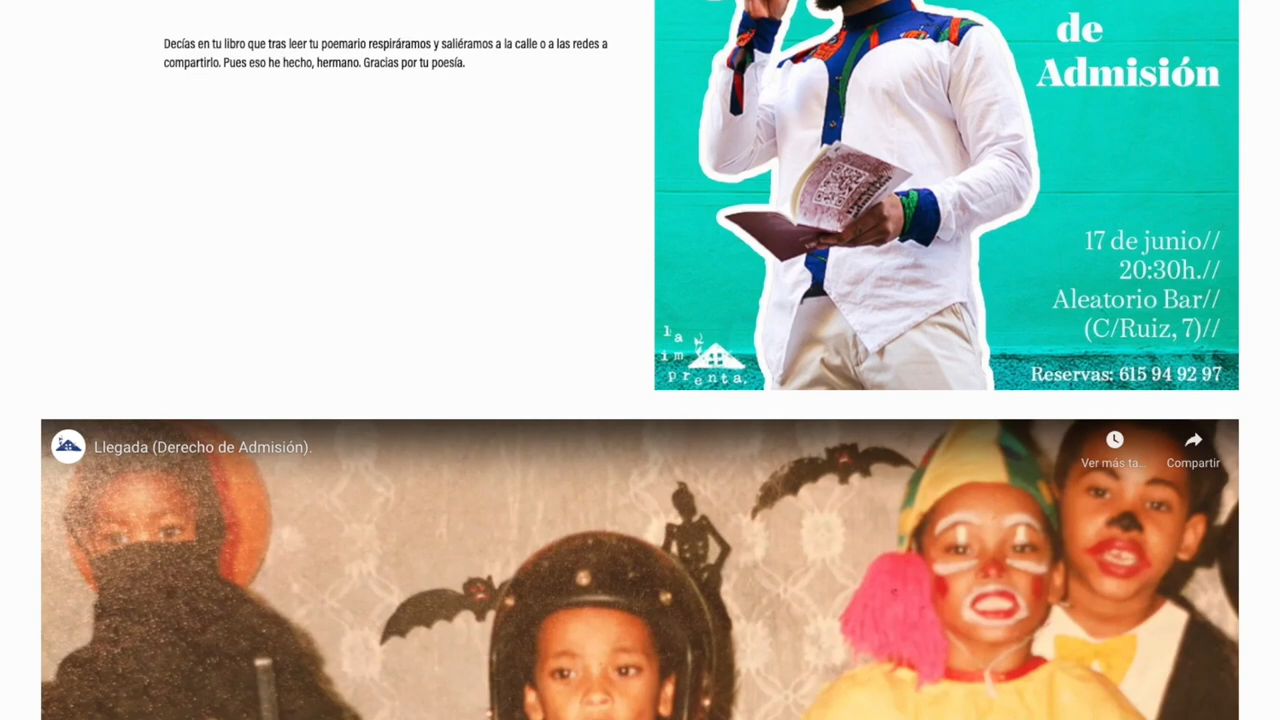 Decías en tu libro que tras leer tu poemario respiráramos y saliéramos a la calle o a las redes a
compartirlo. Pues eso he hecho, hermano. Gracias por tu poesía.
de
Admisión
17 de junio//
20:30h.//
Aleatorio Bar//
(C/Ruiz, 7)//
Reservas: 615 94 92 97
la
im
prenta.
Llegada (Derecho de Admisión).
Ver más ta...
Compartir